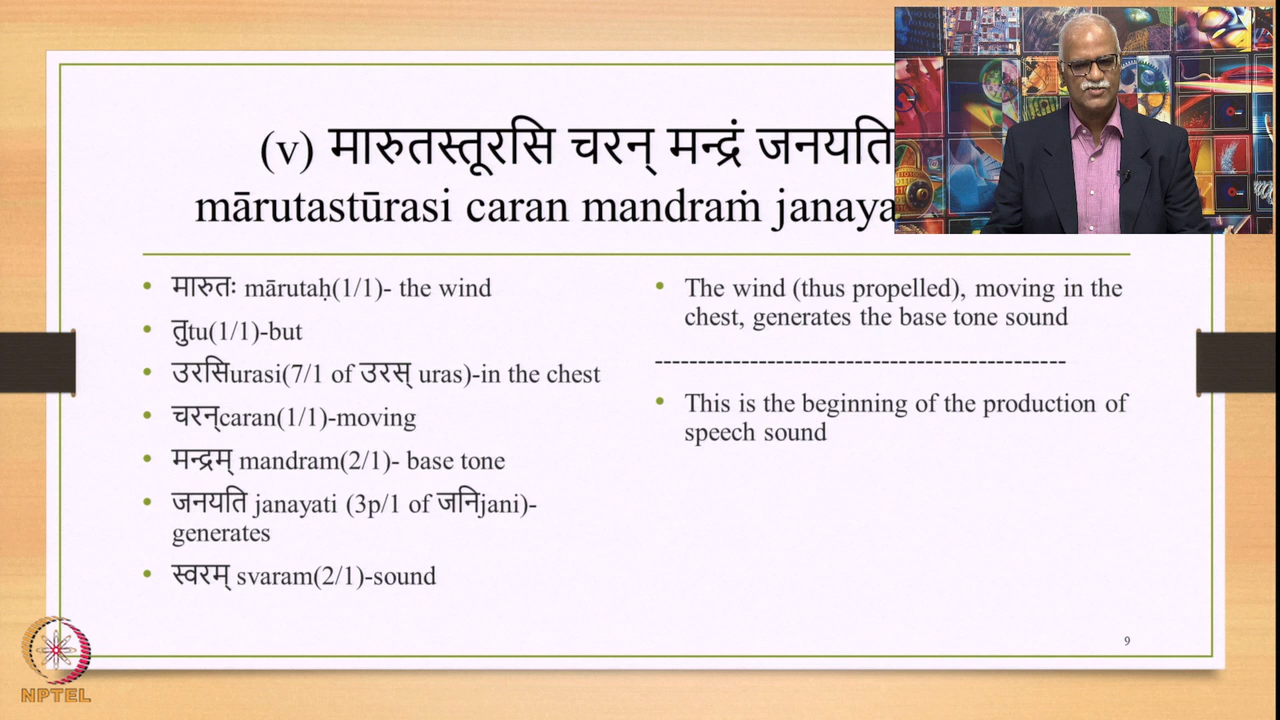 (v) मारुतस्तूरसि चरन् मन्द्रं जनयति
mārutastūrasi caran mandraṁ janaya
• मारुतः mārutaḥ(1/1)- the wind
• तुtu(1/1)-but
• उरसिurasi(7/1 of उरस् uras)-in the chest
• चरन्caran(1/1)-moving
• मन्द्रम् mandram(2/1)- base tone
• जनयति janayati (3p/1 of जनिjani)-
generates
• स्वरम् svaram(2/1)-sound
• The wind (thus propelled), moving in the
chest, generates the base tone sound
---------------------------------------------
• This is the beginning of the production of
speech sound
9
NPTEL